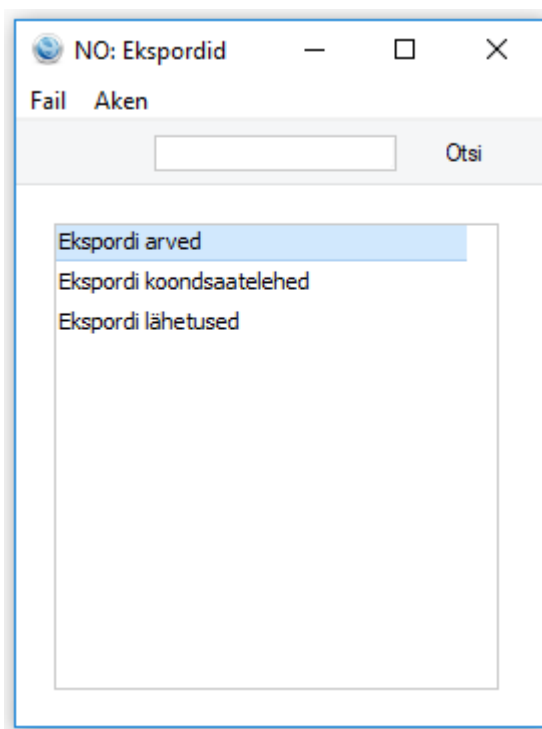 NO: Ekspordid
Fail Aken
Otsi
Ekspordi arved
Ekspordi koondsaatelehed
Ekspordi lähetused